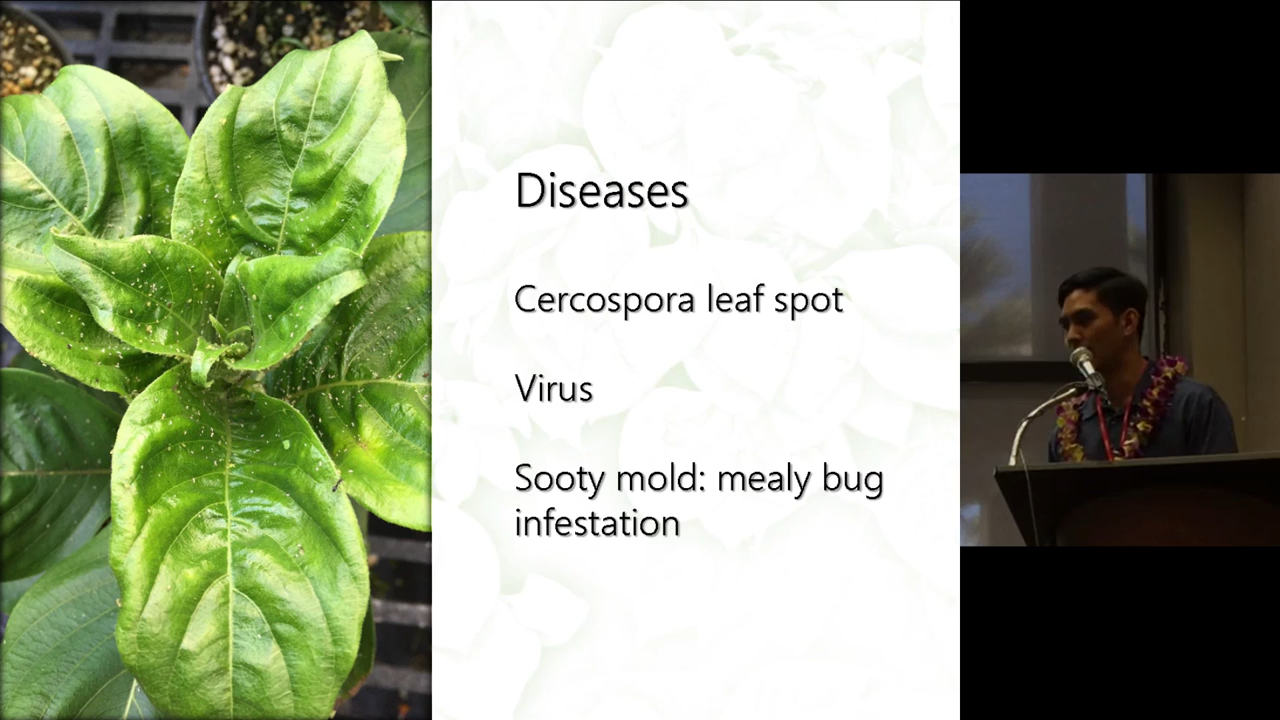 Diseases
Cercospora leaf spot
Virus
Sooty mold: mealy bug
infestation